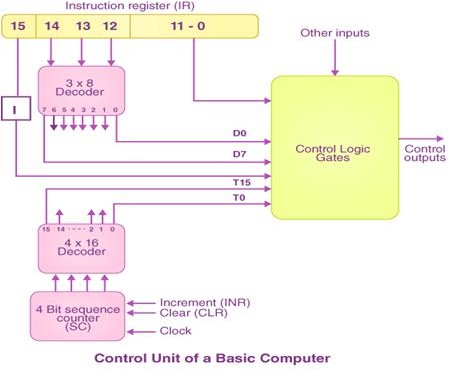 Instruction register (IR)
15 14 13 12 11 - 0
Other inputs
3 x 8
Decoder
7 6 5 4 3 2 1 0
I
D0
D7
T15
T0
Control Logic
Gates
Control
outputs
15 14 ---- 2 1 0
4 x 16
Decoder
4 Bit sequence
counter
(SC)
Increment (INR)
Clear (CLR)
Clock
Control Unit of a Basic Computer